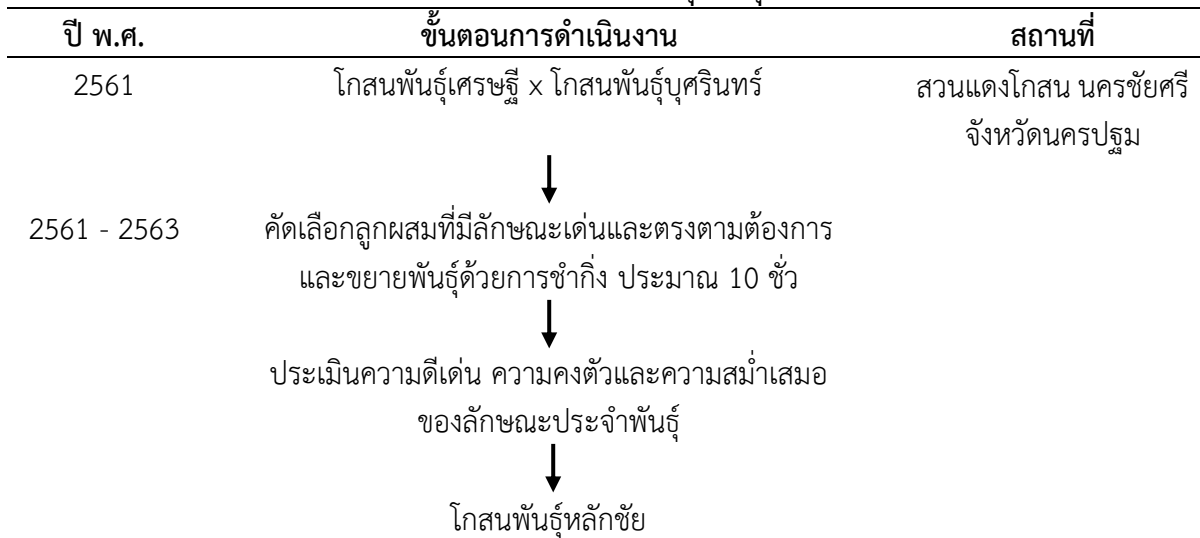 ปี พ.ศ. ขั้นตอนการดำเนินงาน สถานที่
2561 โกสนพันธุ์เศรษฐี x โกสนพันธุ์บุศรินทร์ สวนแดงโกสน นครชัยศรี
จังหวัดนครปฐม
2561 - 2563 คัดเลือกลูกผสมที่มีลักษณะเด่นและตรงตามต้องการ
และขยายพันธุ์ด้วยการชำกิ่ง ประมาณ 10 ชั่ว
ประเมินความดีเด่น ความคงตัวและความสม่ำเสมอ
ของลักษณะประจำพันธุ์
โกสนพันธุ์หลักชัย